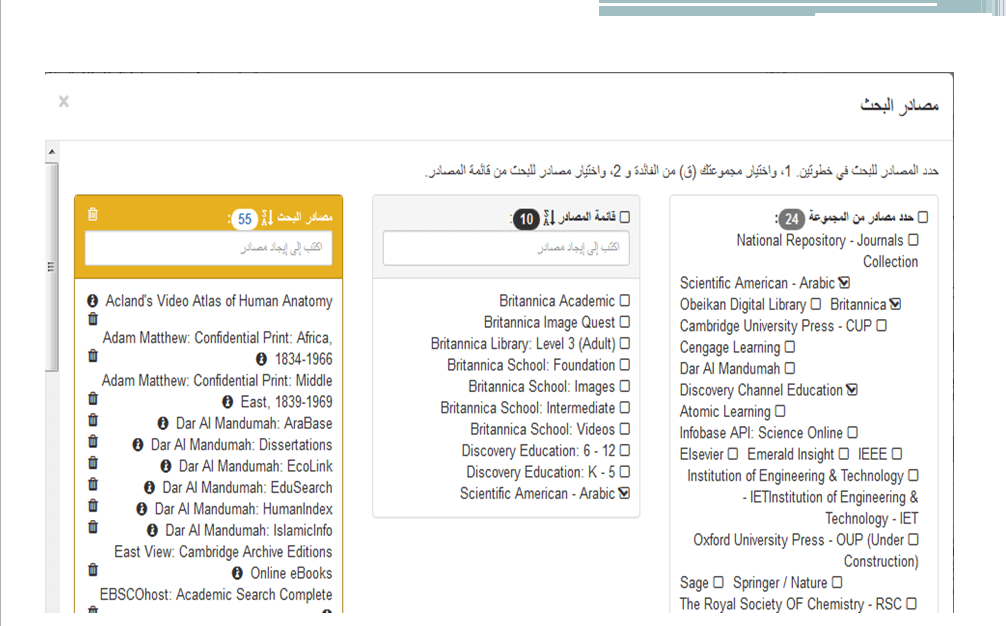 مصادر البحث
×
حدد المصادر للبحث في خطوتين. 1، واختيار مجموعتك (ق) من الفائدة و 2، واختيار مصادر للبحث من قائمة المصادر.
حدد مصادر من المجموعة 24 :
National Repository - Journals
Collection
Scientific American - Arabic
Obeikan Digital Library Britannica
Cambridge University Press - CUP
Cengage Learning
Dar Al Mandumah
Discovery Channel Education
Atomic Learning
Infobase API: Science Online
Elsevier Emerald Insight IEEE
Institution of Engineering & Technology
- IETInstitution of Engineering &
Technology - IET
Oxford University Press - OUP (Under
Construction)
Sage Springer / Nature
The Royal Society OF Chemistry - RSC
قائمة المصادر 10 :
اكتب إلى إيجاد مصادر
Britannica Academic
Britannica Image Quest
Britannica Library: Level 3 (Adult)
Britannica School: Foundation
Britannica School: Images
Britannica School: Intermediate
Britannica School: Videos
Discovery Education: 6 - 12
Discovery Education: K - 5
Scientific American - Arabic
مصادر البحث 55 :
اكتب إلى إيجاد مصادر
Acland's Video Atlas of Human Anatomy
Adam Matthew: Confidential Print: Africa,
1834-1966
Adam Matthew: Confidential Print: Middle
East, 1839-1969
Dar Al Mandumah: AraBase
Dar Al Mandumah: Dissertations
Dar Al Mandumah: EcoLink
Dar Al Mandumah: EduSearch
Dar Al Mandumah: HumanIndex
Dar Al Mandumah: IslamicInfo
East View: Cambridge Archive Editions
Online eBooks
EBSCOhost: Academic Search Complete